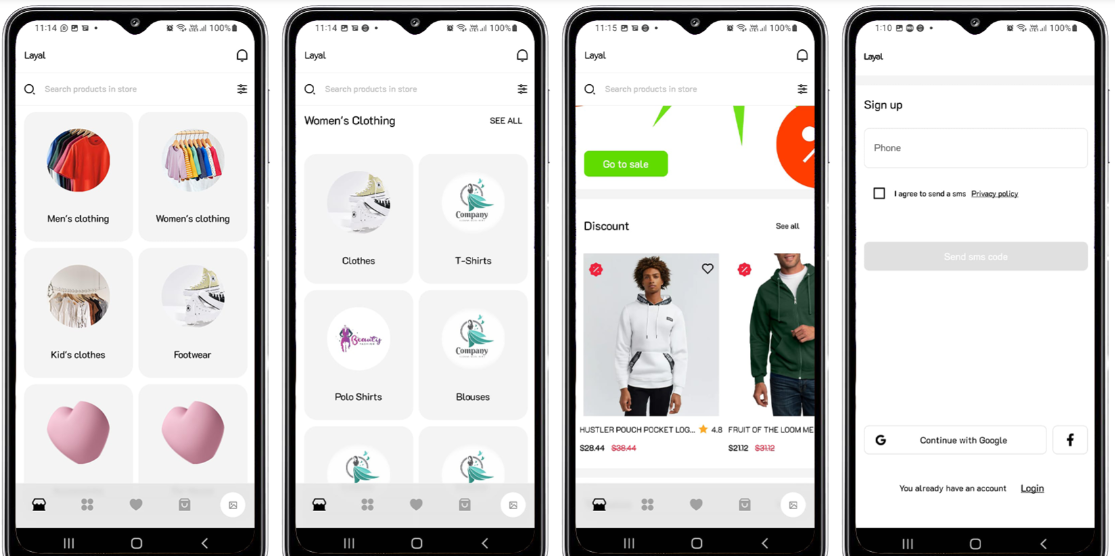 11:14
100%
Layal
Search products in store
Men's clothing
Women's clothing
Kid's clothes
Footwear
11:14
100%
Layal
Search products in store
Women's Clothing
SEE ALL
Company
Clothes
T-Shirts
Beauty
Company
Polo Shirts
Blouses
11:15
100%
Layal
Search products in store
Go to sale
Discount
See all
HUSTLER POUCH POCKET LOG... 4.8
$28.44 $38.44
FRUIT OF THE LOOM ME
$21.12 $31.12
1:10
100%
Layal
Sign up
Phone
I agree to send a sms Privacy policy
Send sms code
G Continue with Google
f
You already have an account Login